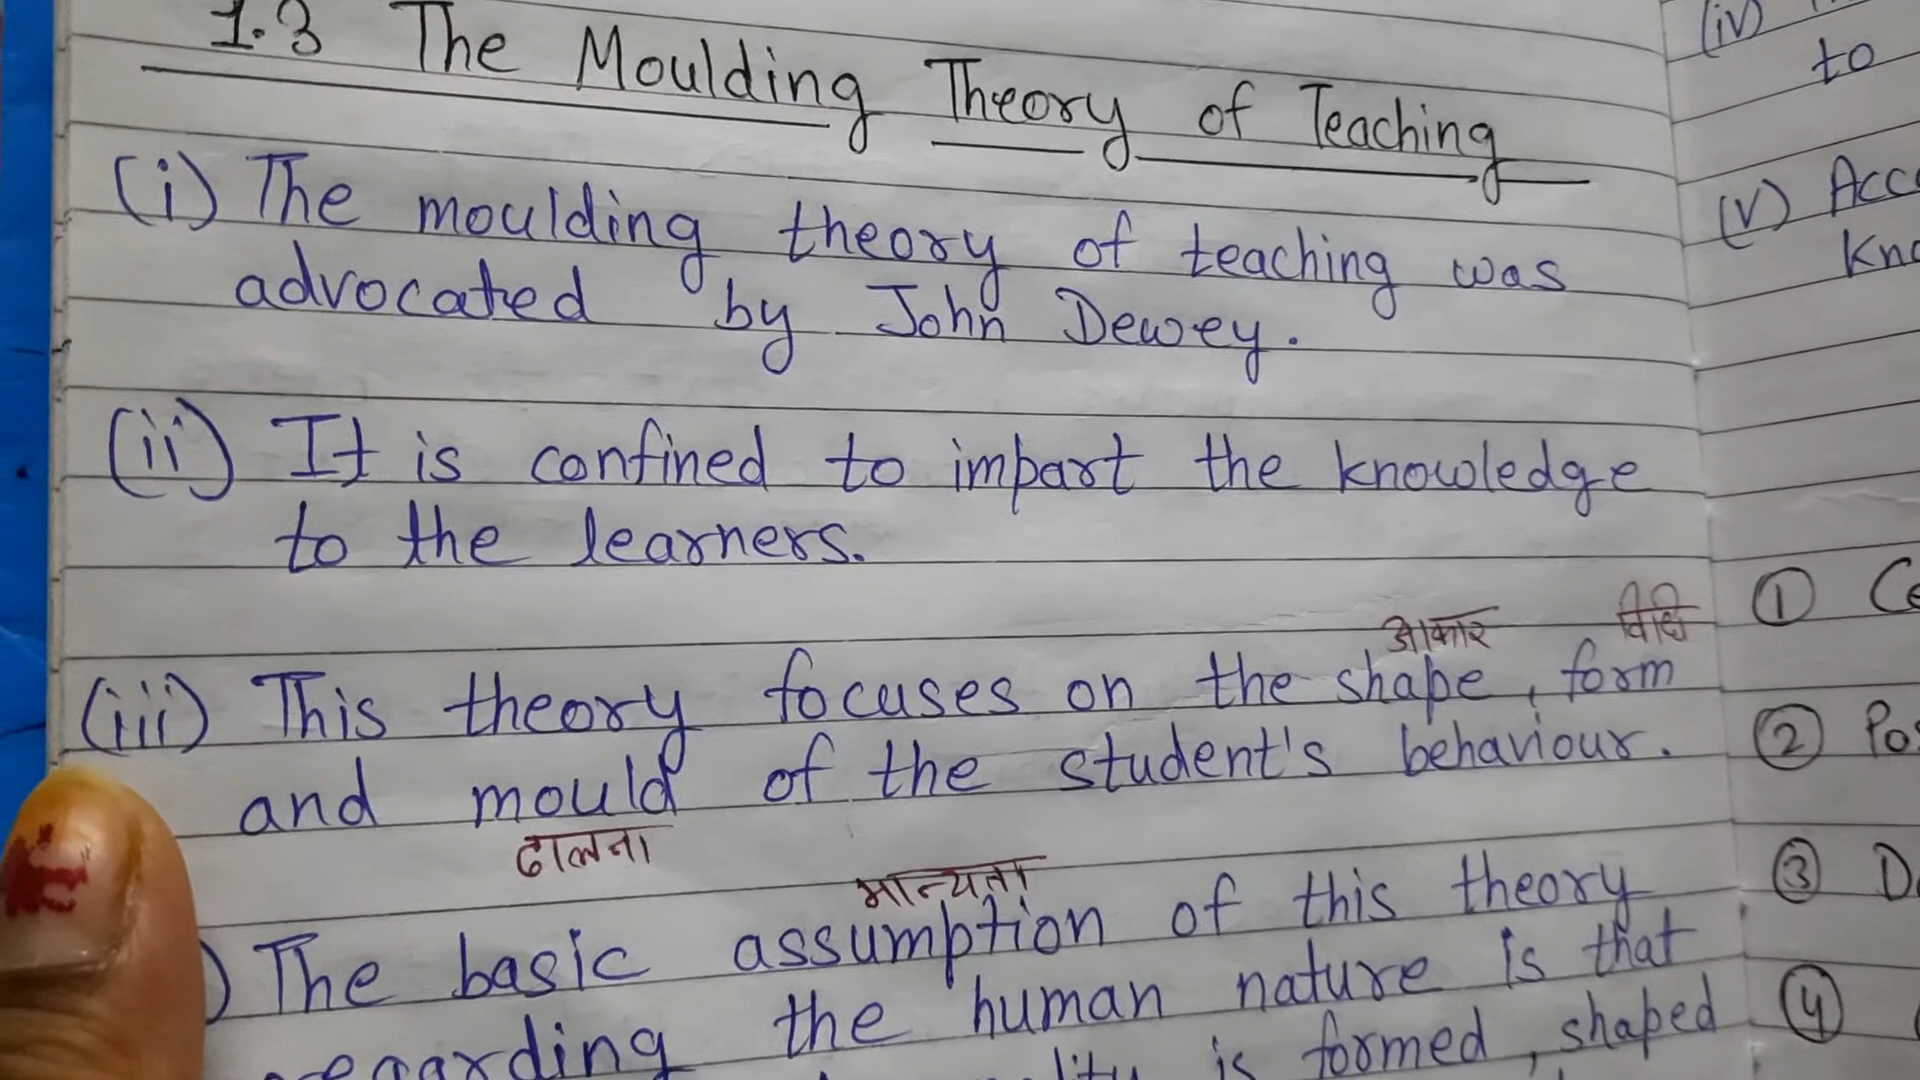 1.3 The Moulding Theory of Teaching
(i) The moulding theory of teaching was
advocated by John Dewey.
(ii) It is confined to impart the knowledge
to the learners.
आकार विधि
(iii) This theory focuses on the shape, form
and mould of the student's behaviour.
ढालना
मान्यता
) The basic assumption of this theory
regarding the human nature is that
is formed, shaped
(iv)
to
(v)
①
②
③
④